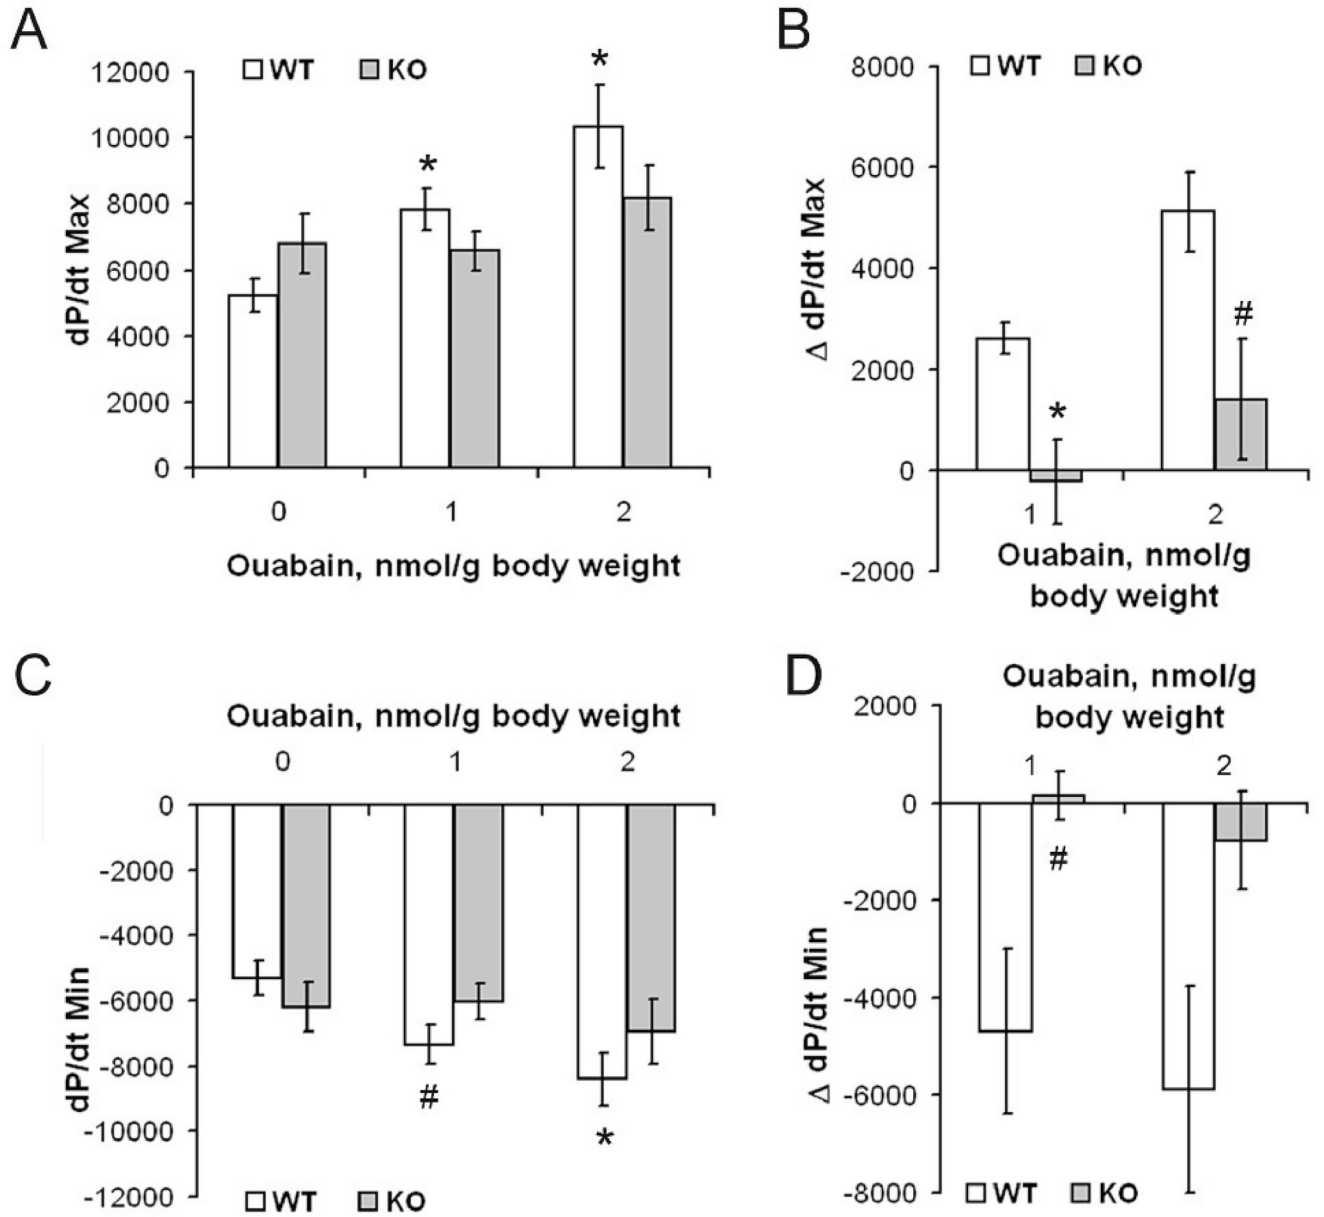 A
WT KO
12000
10000
8000
6000
4000
2000
0
dP/dt Max
*
*
0 1 2
Ouabain, nmol/g body weight
B
WT KO
8000
6000
4000
2000
0
-2000
Δ dP/dt Max
*
#
1 2
Ouabain, nmol/g
body weight
C
Ouabain, nmol/g body weight
0 1 2
0
-2000
-4000
-6000
-8000
-10000
-12000
dP/dt Min
#
*
WT KO
D
Ouabain, nmol/g
body weight
1 2
2000
0
-2000
-4000
-6000
-8000
Δ dP/dt Min
#
WT KO